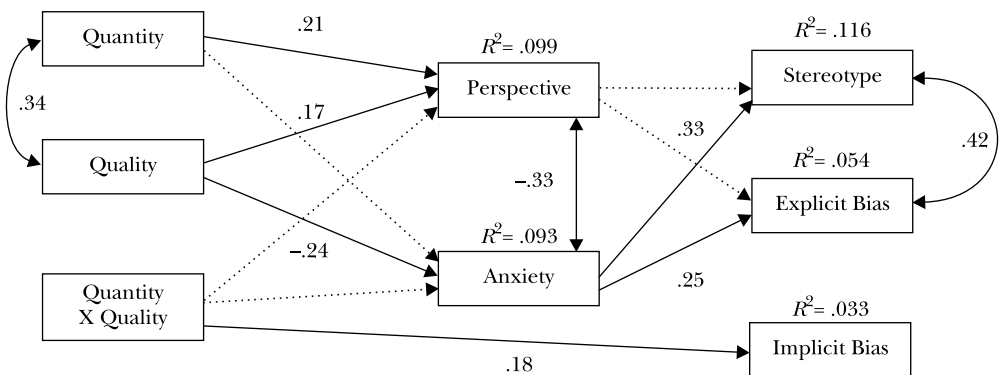 Quantity
.21
R²= .099
R²= .116
Perspective
Stereotype
.34
.17
.33
.42
Quality
–.33
R²= .054
Explicit Bias
–.24
R²= .093
Anxiety
.25
Quantity
X Quality
R²= .033
.18
Implicit Bias